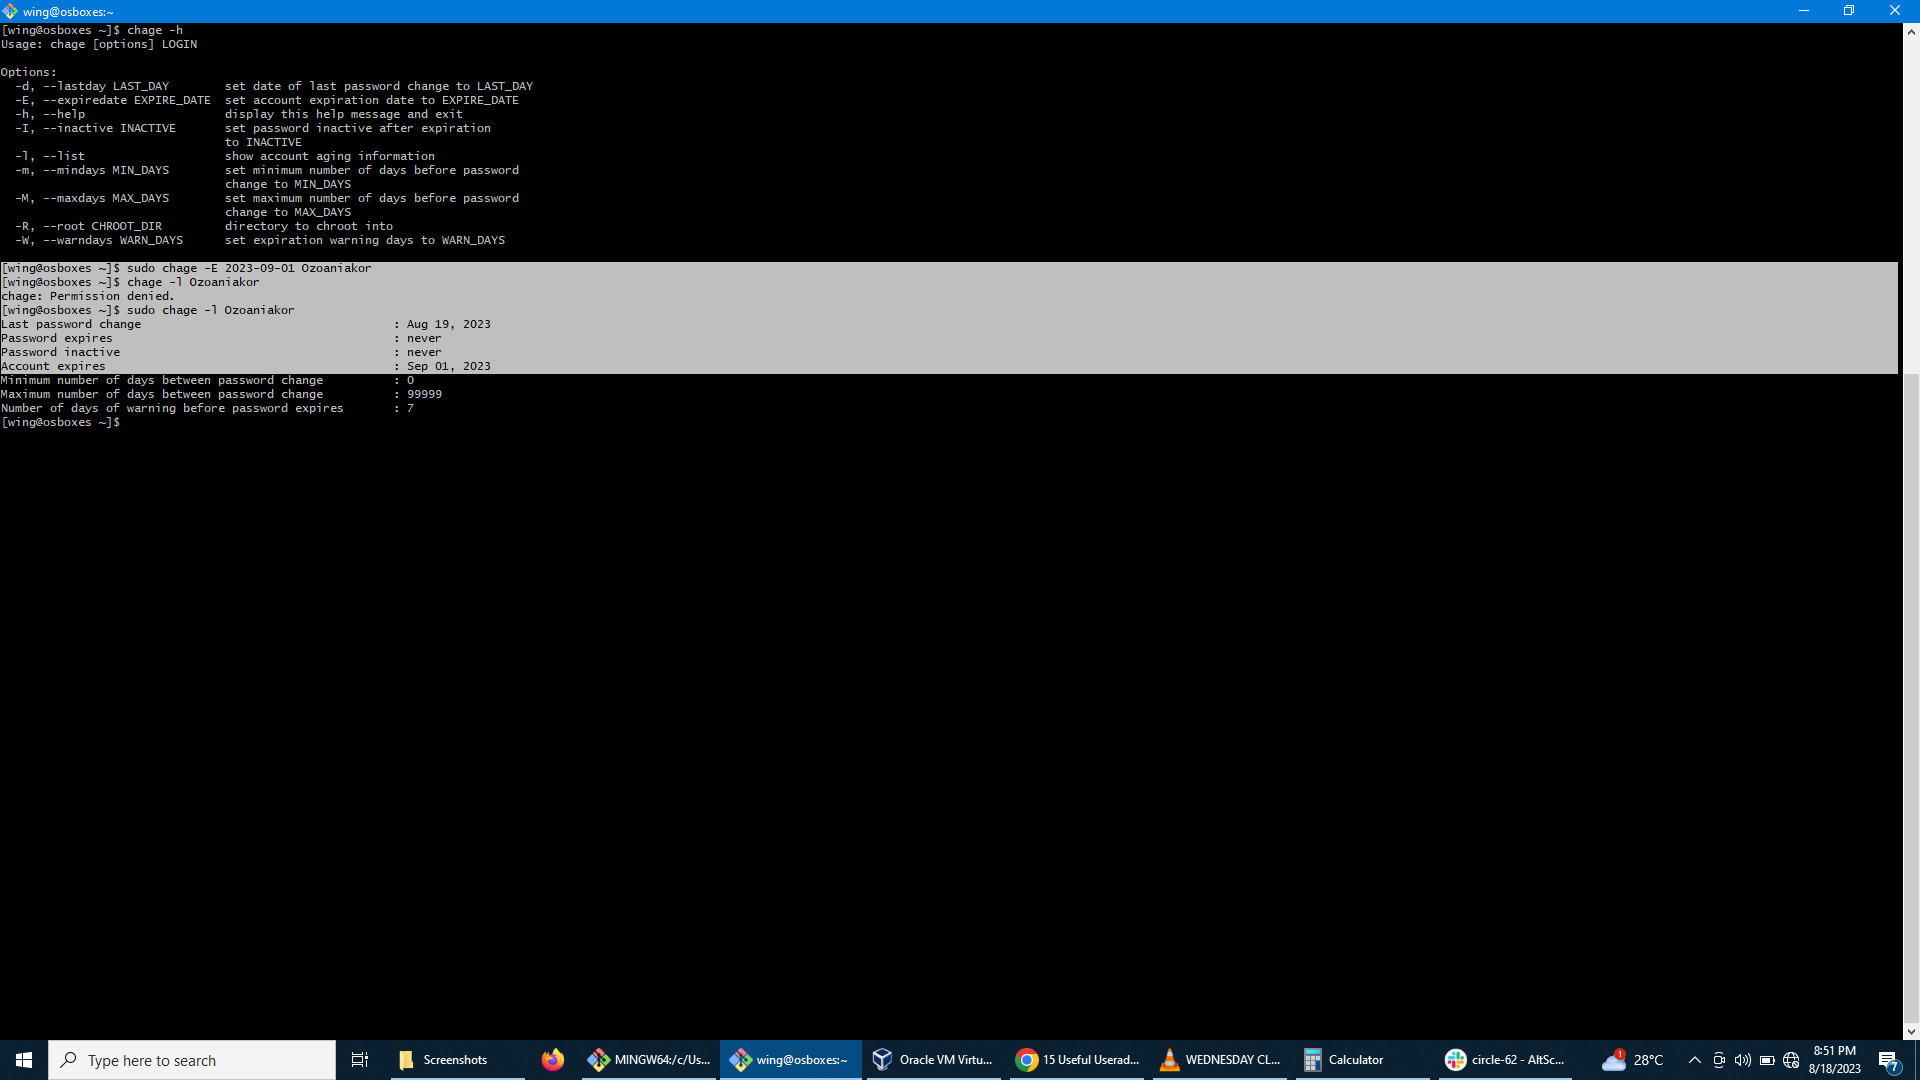 wing@osboxes:~
[wing@osboxes ~]$ chage -h
Usage: chage [options] LOGIN
Options:
  -d, --lastday LAST_DAY        set date of last password change to LAST_DAY
  -E, --expiredate EXPIRE_DATE  set account expiration date to EXPIRE_DATE
  -h, --help                    display this help message and exit
  -I, --inactive INACTIVE       set password inactive after expiration
                                to INACTIVE
  -l, --list                    show account aging information
  -m, --mindays MIN_DAYS        set minimum number of days before password
                                change to MIN_DAYS
  -M, --maxdays MAX_DAYS        set maximum number of days before password
                                change to MAX_DAYS
  -R, --root CHROOT_DIR         directory to chroot into
  -W, --warndays WARN_DAYS      set expiration warning days to WARN_DAYS
[wing@osboxes ~]$ sudo chage -E 2023-09-01 Ozoaniakor
[wing@osboxes ~]$ chage -l Ozoaniakor
chage: Permission denied.
[wing@osboxes ~]$ sudo chage -l Ozoaniakor
Last password change                                    : Aug 19, 2023
Password expires                                        : never
Password inactive                                       : never
Account expires                                         : Sep 01, 2023
Minimum number of days between password change          : 0
Maximum number of days between password change          : 99999
Number of days of warning before password expires       : 7
[wing@osboxes ~]$
Type here to search
Screenshots
MINGW64:/c/Us...
wing@osboxes:~
Oracle VM Virtu...
15 Useful Userad...
WEDNESDAY CL...
Calculator
circle-62 - AltSc...
1
28°C
8:51 PM
8/18/2023
7